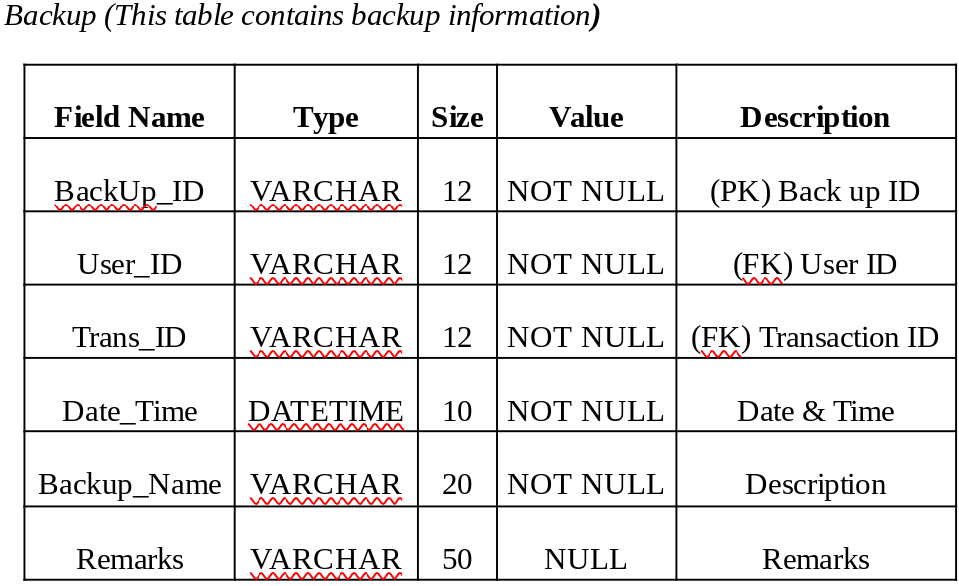 Backup (This table contains backup information)
Field Name Type Size Value Description
BackUp_ID VARCHAR 12 NOT NULL (PK) Back up ID
User_ID VARCHAR 12 NOT NULL (FK) User ID
Trans_ID VARCHAR 12 NOT NULL (FK) Transaction ID
Date_Time DATETIME 10 NOT NULL Date & Time
Backup_Name VARCHAR 20 NOT NULL Description
Remarks VARCHAR 50 NULL Remarks